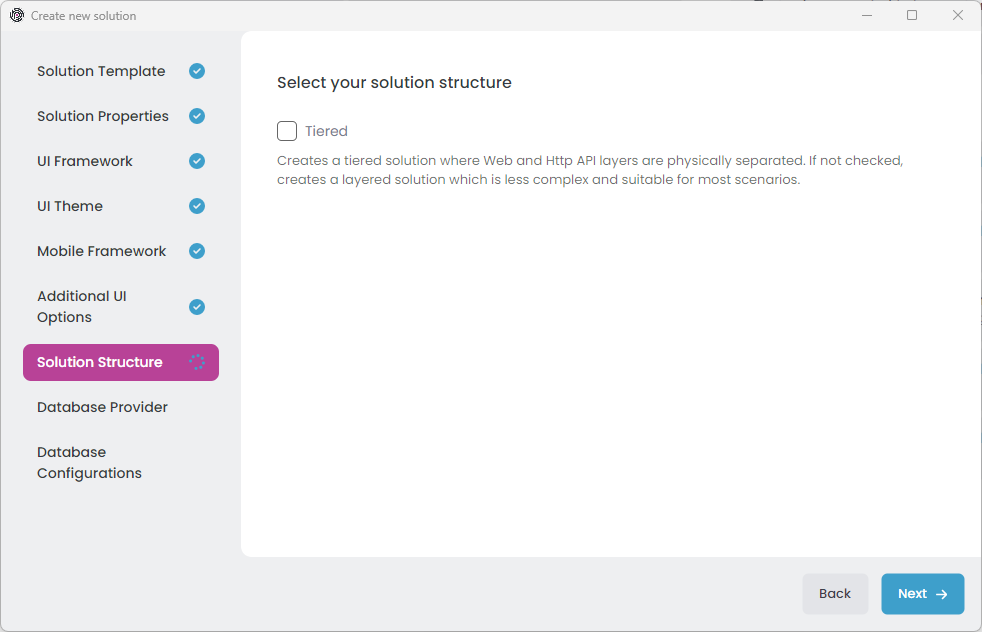 Create new solution
Solution Template
Solution Properties
UI Framework
UI Theme
Mobile Framework
Additional UI
Options
Solution Structure
Database Provider
Database
Configurations
Select your solution structure
Tiered
Creates a tiered solution where Web and Http API layers are physically separated. If not checked,
creates a layered solution which is less complex and suitable for most scenarios.
Back
Next